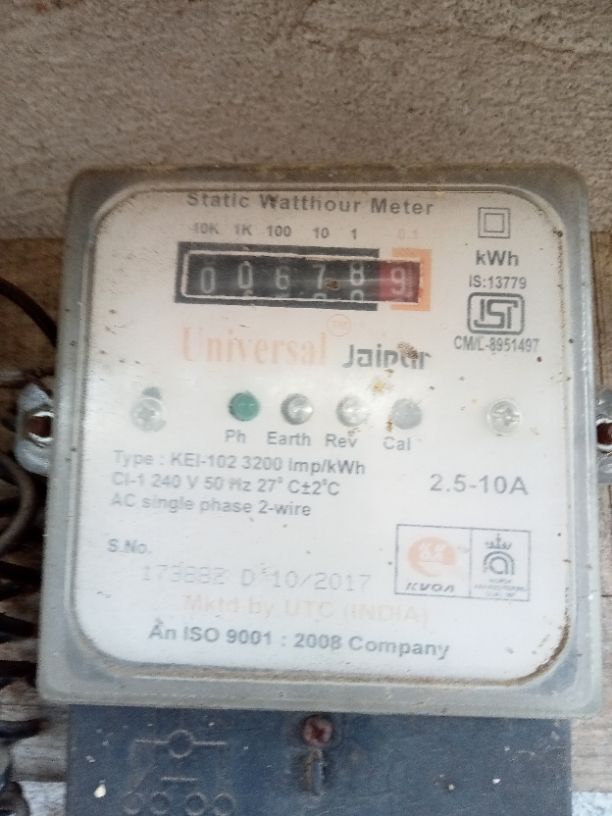 Static Watthour Meter
10K 1K 100 10 1 0.1
0 0 6 7 8 9
kWh
IS:13779
ISI
CM/L-8951497
Universal TM Jaipur
Ph Earth Rev Cal
Type : KEI-102 3200 Imp/kWh
Cl-1 240 V 50 Hz 27° C±2°C
AC single phase 2-wire
2.5-10A
S.No.
173882 D 10/2017
KVQA
Mktd by UTC (INDIA)
An ISO 9001 : 2008 Company